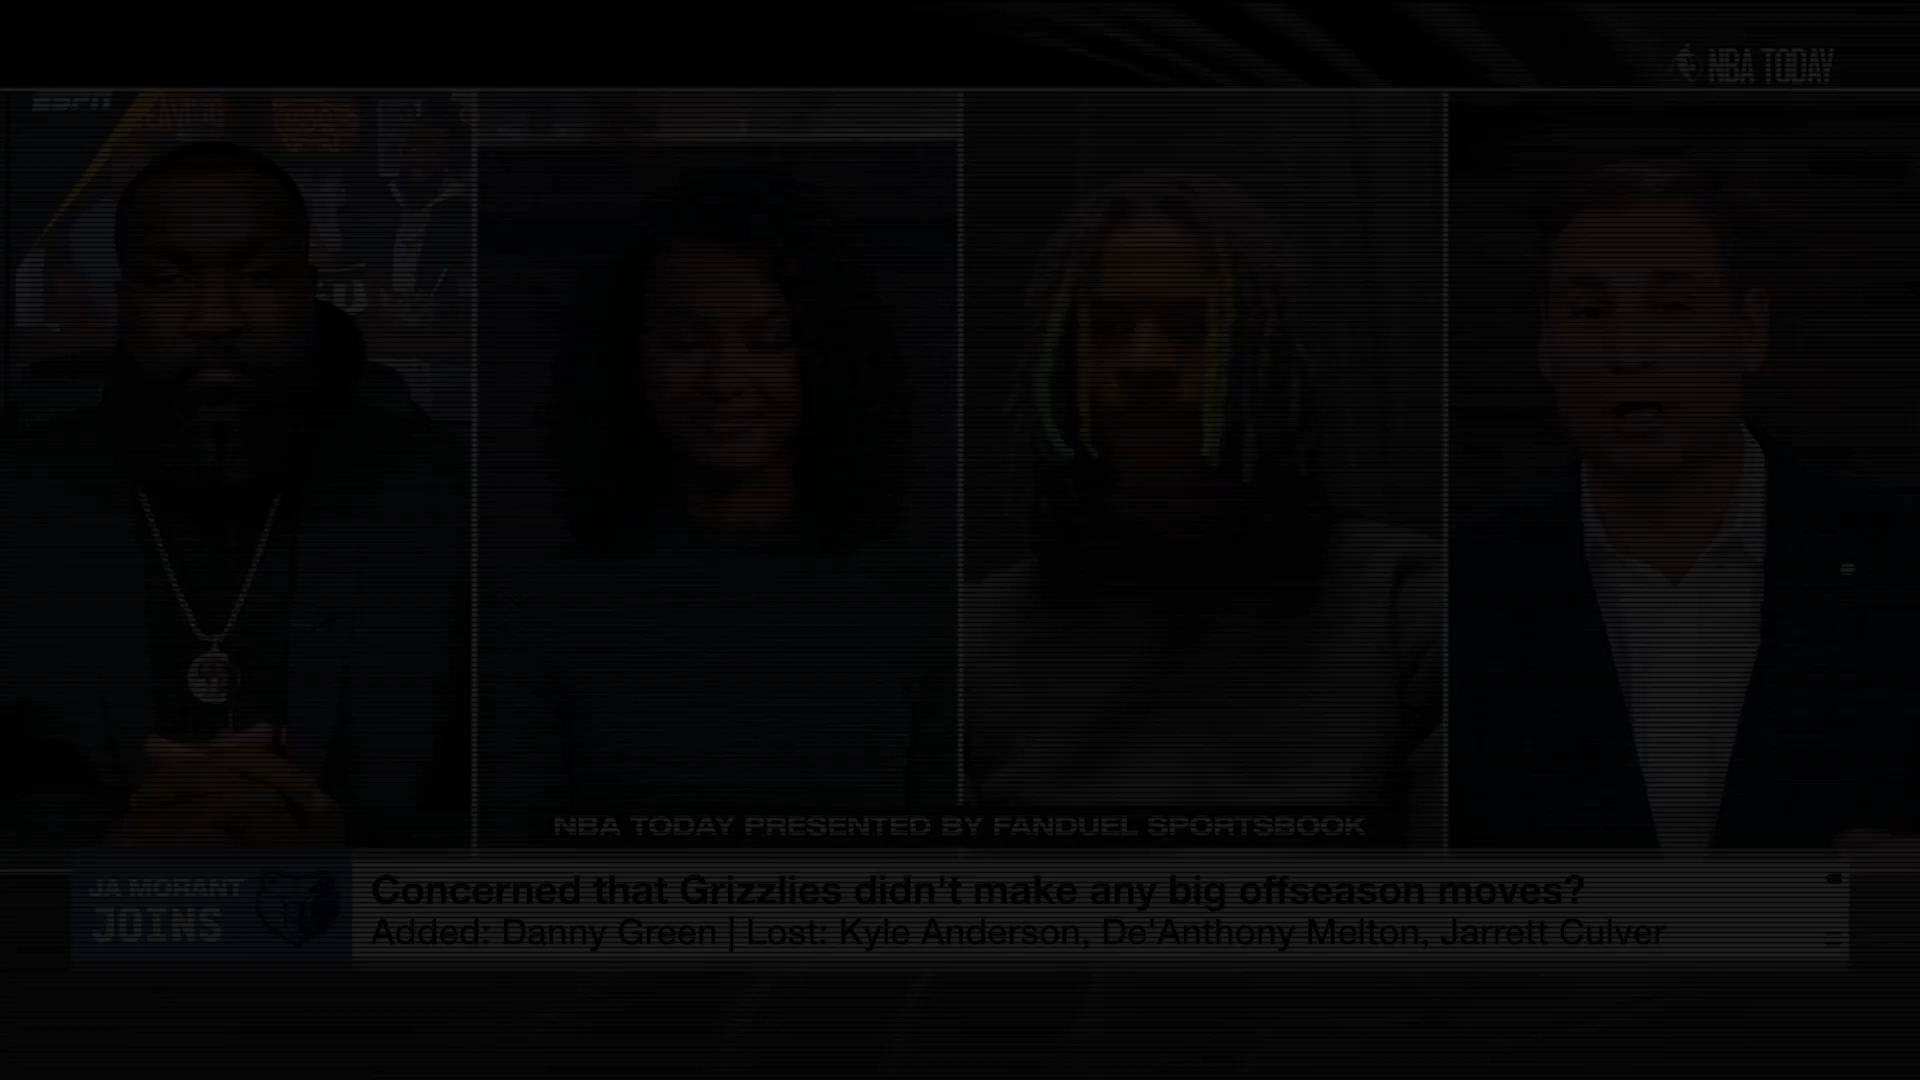 NBA TODAY
ESPN
NBA TODAY PRESENTED BY FANDUEL SPORTSBOOK
JA MORANT
JOINS
Concerned that Grizzlies didn't make any big offseason moves?
Added: Danny Green | Lost: Kyle Anderson, De'Anthony Melton, Jarrett Culver